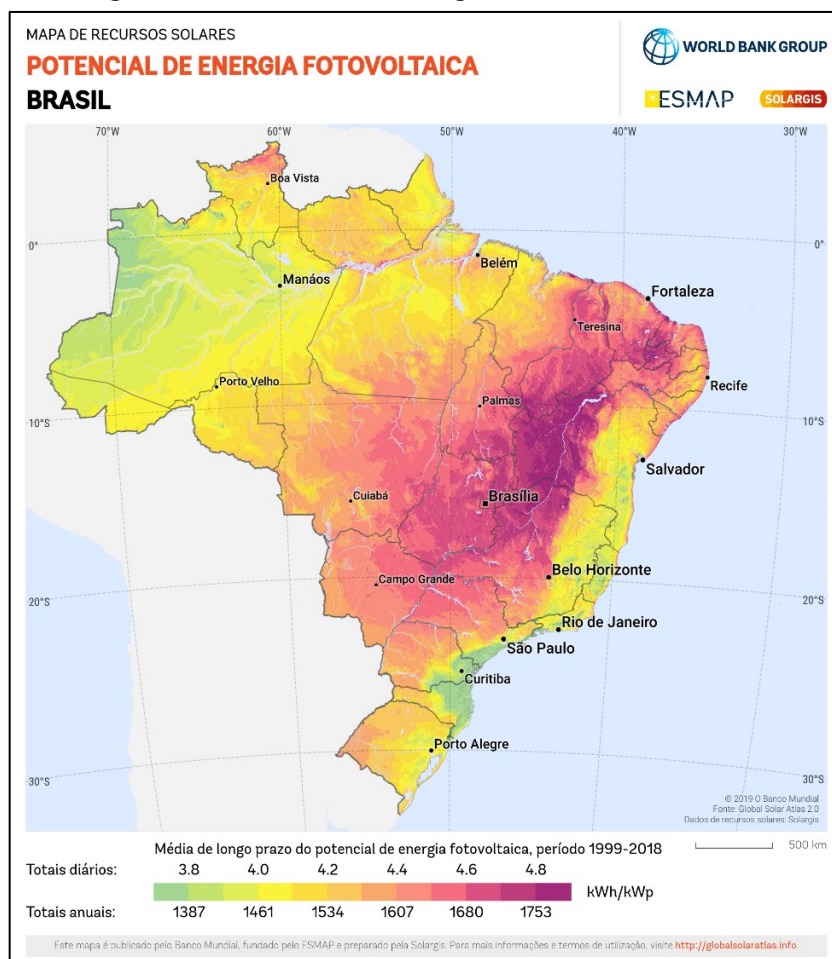 MAPA DE RECURSOS SOLARES
POTENCIAL DE ENERGIA FOTOVOLTAICA
BRASIL
WORLD BANK GROUP
ESMAP
SOLARGIS
70°W 60°W 50°W 40°W 30°W
Boa Vista
0° 0°
Belém
Manáos
Fortaleza
Teresina
Porto Velho
Recife
Palmas
10°S 10°S
Salvador
Cuiabá
Brasília
Belo Horizonte
Campo Grande
20°S 20°S
Rio de Janeiro
São Paulo
Curitiba
Porto Alegre
30°S 30°S
© 2019 O Banco Mundial
Fonte: Global Solar Atlas 2.0
Dados de recursos solares: Solargis
Média de longo prazo do potencial de energia fotovoltaica, período 1999-2018
500 km
Totais diários: 3.8 4.0 4.2 4.4 4.6 4.8
kWh/kWp
Totais anuais: 1387 1461 1534 1607 1680 1753
Este mapa é publicado pelo Banco Mundial, fundado pelo ESMAP e preparado pela Solargis. Para mais informações e termos de utilização, visite http://globalsolaratlas.info.